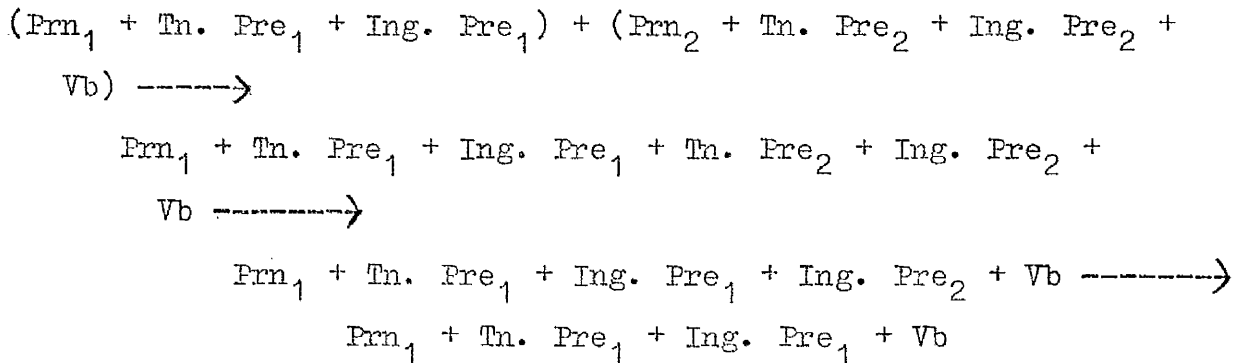 (Prn₁ + Tn. Pre₁ + Ing. Pre₁) + (Prn₂ + Tn. Pre₂ + Ing. Pre₂ +
Vb) ------>
Prn₁ + Tn. Pre₁ + Ing. Pre₁ + Tn. Pre₂ + Ing. Pre₂ +
Vb -------->
Prn₁ + Tn. Pre₁ + Ing. Pre₁ + Ing. Pre₂ + Vb -------->
Prn₁ + Tn. Pre₁ + Ing. Pre₁ + Vb